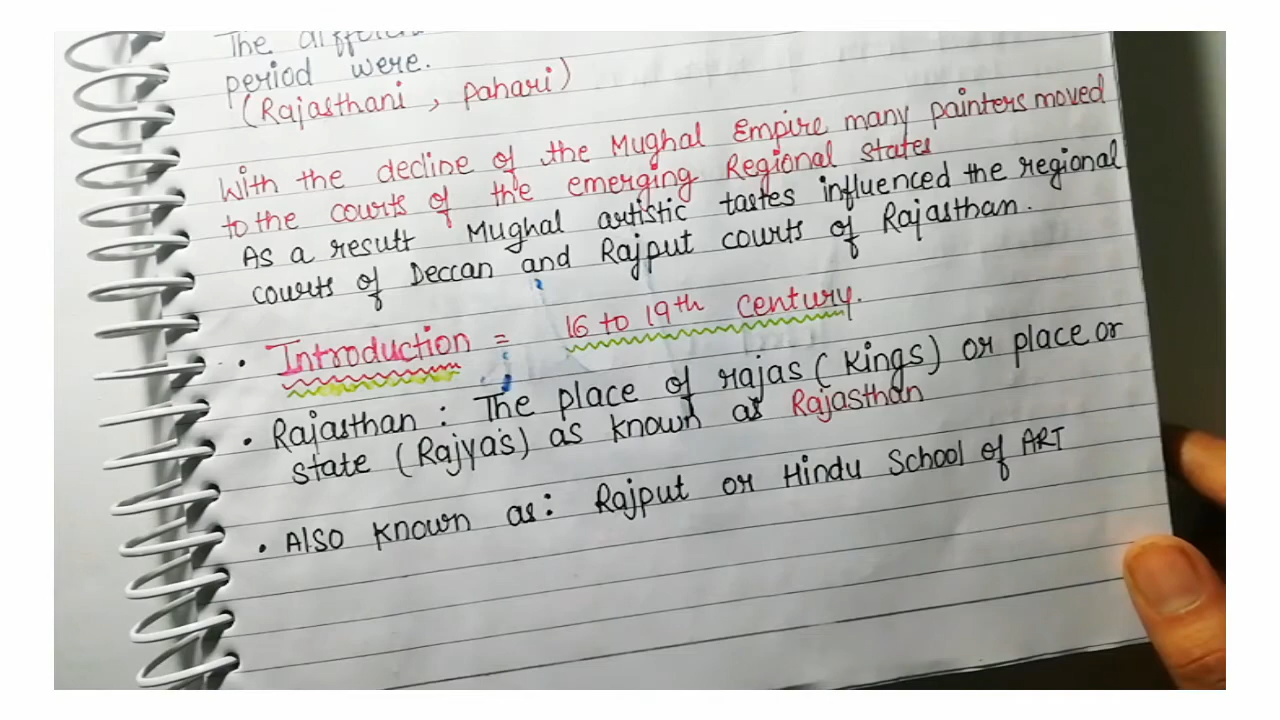 The
period were.
(Rajasthani , pahari)
With the decline of the Mughal Empire many painters moved
to the courts of the emerging Regional states
As a result Mughal artistic tastes influenced the regional
courts of Deccan and Rajput courts of Rajasthan.
• Introduction = 16 to 19th century.
• Rajasthan : The place of rajas (Kings) or place or
state (Rajya's) as known as Rajasthan
• Also known as: Rajput or Hindu School of ART